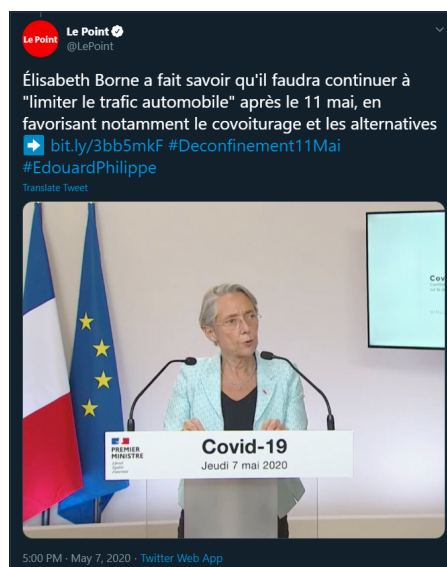 Le Point
Le Point
@LePoint
Élisabeth Borne a fait savoir qu'il faudra continuer à
"limiter le trafic automobile" après le 11 mai, en
favorisant notamment le covoiturage et les alternatives
➡ bit.ly/3bb5mkF #Deconfinement11Mai
#EdouardPhilippe
Translate Tweet
Cov
PREMIER
MINISTRE
Covid-19
Jeudi 7 mai 2020
5:00 PM · May 7, 2020 · Twitter Web App